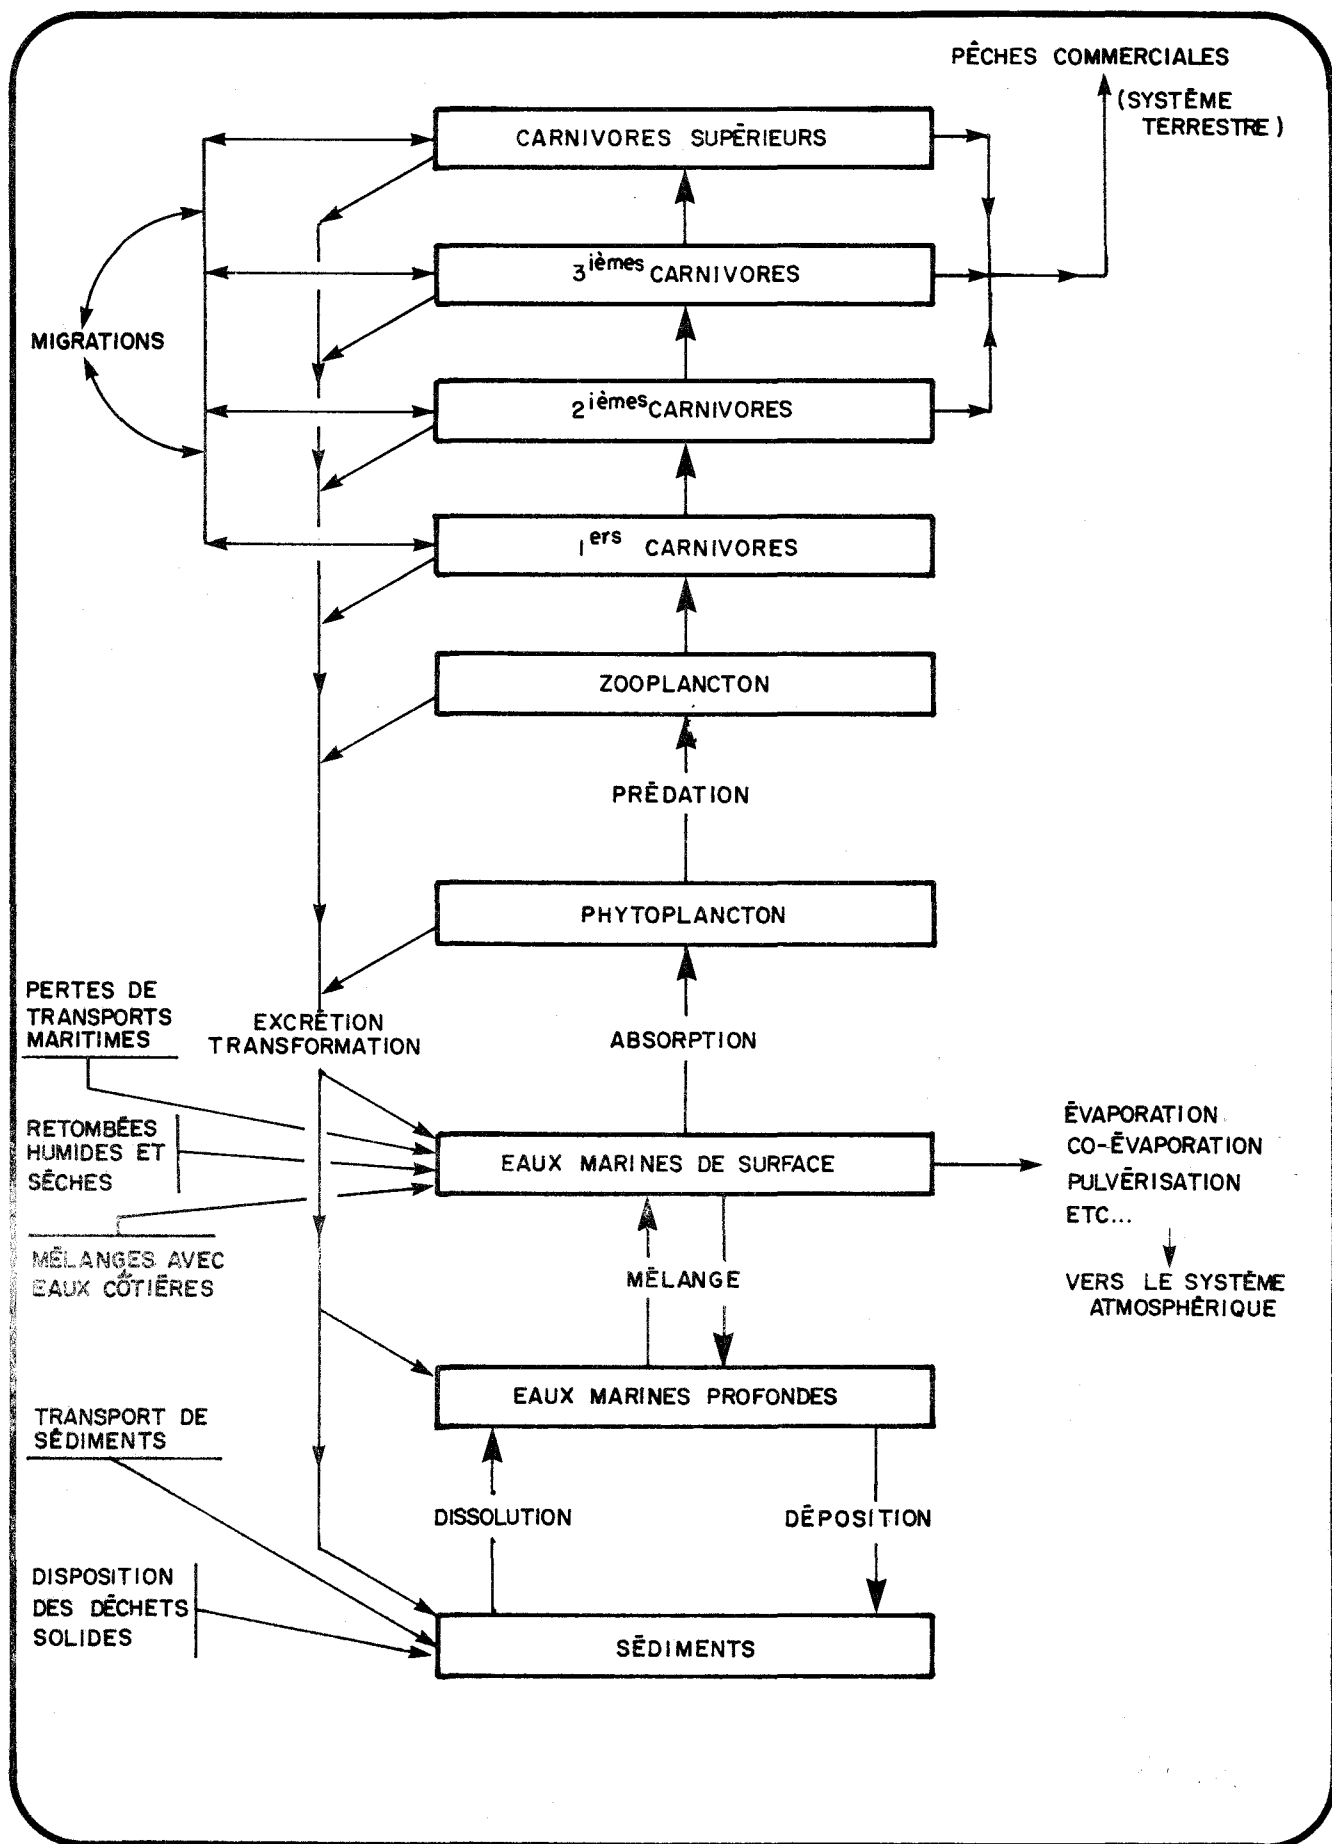 PÊCHES COMMERCIALES
(SYSTÈME
TERRESTRE)
CARNIVORES SUPÉRIEURS
3ièmes CARNIVORES
MIGRATIONS
2ièmes CARNIVORES
1ers CARNIVORES
ZOOPLANCTON
PRÉDATION
PHYTOPLANCTON
PERTES DE
TRANSPORTS
MARITIMES
EXCRÉTION
TRANSFORMATION
ABSORPTION
RETOMBÉES
HUMIDES ET
SÈCHES
EAUX MARINES DE SURFACE
ÉVAPORATION
CO-ÉVAPORATION
PULVÉRISATION
ETC...
MÉLANGES AVEC
EAUX CÔTIÈRES
MÉLANGE
VERS LE SYSTÈME
ATMOSPHÉRIQUE
EAUX MARINES PROFONDES
TRANSPORT DE
SÉDIMENTS
DISSOLUTION
DÉPOSITION
DISPOSITION
DES DÉCHETS
SOLIDES
SÉDIMENTS